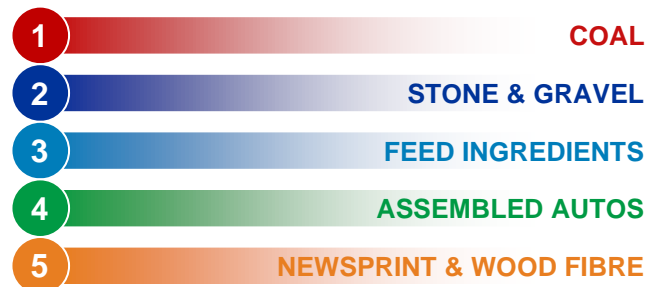 1 COAL
2 STONE & GRAVEL
3 FEED INGREDIENTS
4 ASSEMBLED AUTOS
5 NEWSPRINT & WOOD FIBRE